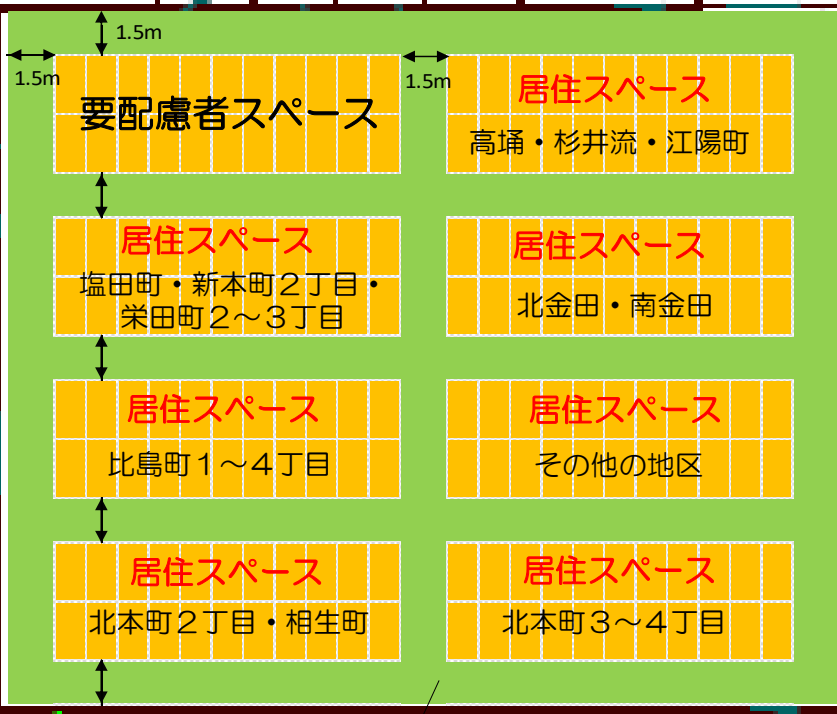 1.5m
1.5m
1.5m
要配慮者スペース
居住スペース
高埇・杉井流・江陽町
居住スペース
塩田町・新本町２丁目・
栄田町２～３丁目
居住スペース
北金田・南金田
居住スペース
比島町１～４丁目
居住スペース
その他の地区
居住スペース
北本町２丁目・相生町
居住スペース
北本町３～４丁目